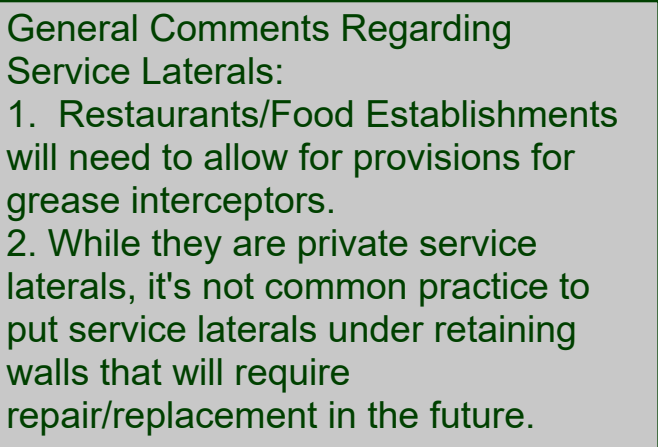 General Comments Regarding
Service Laterals:
1.  Restaurants/Food Establishments
will need to allow for provisions for
grease interceptors.
2. While they are private service
laterals, it's not common practice to
put service laterals under retaining
walls that will require
repair/replacement in the future.